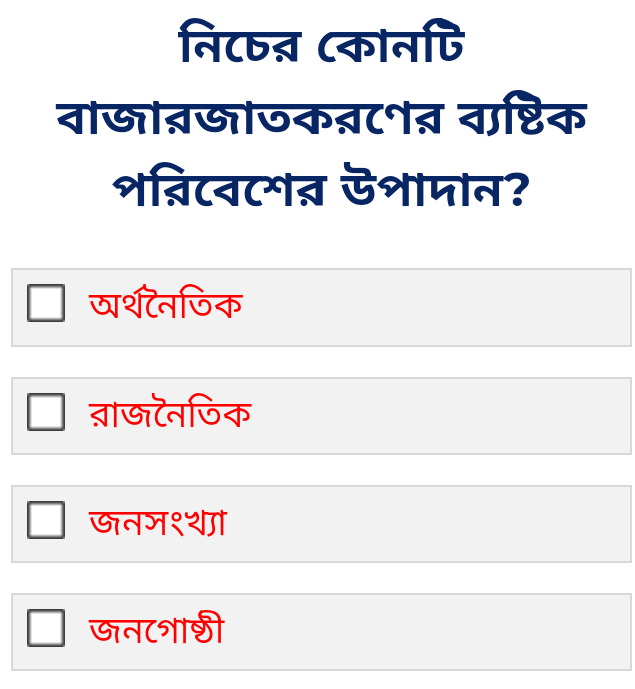 নিচের কোনটি
বাজারজাতকরণের ব্যষ্টিক
পরিবেশের উপাদান?
অর্থনৈতিক
রাজনৈতিক
জনসংখ্যা
জনগোষ্ঠী